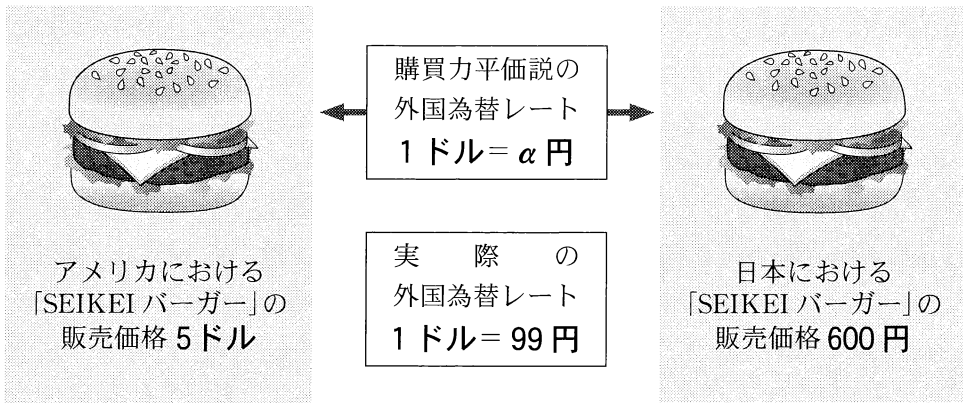 購買力平価説の
外国為替レート
1ドル=α円
アメリカにおける
「SEIKEIバーガー」の
販売価格 5ドル
実際の
外国為替レート
1ドル=99円
日本における
「SEIKEIバーガー」の
販売価格 600円